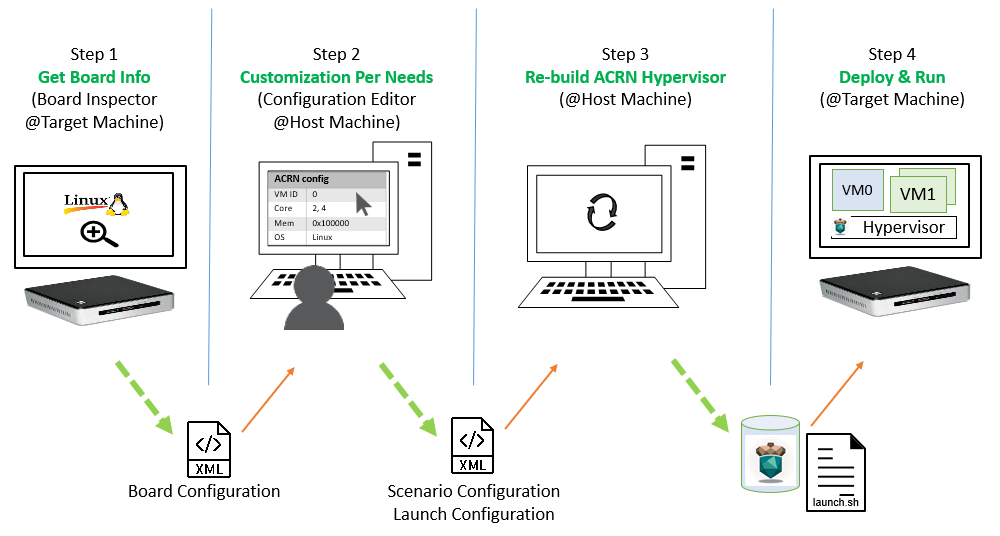 Step 1
Get Board Info
(Board Inspector
@Target Machine)
Linux
Step 2
Customization Per Needs
(Configuration Editor
@Host Machine)
ACRN config
VM ID 0
Core 2, 4
Mem 0x100000
OS Linux
Step 3
Re-build ACRN Hypervisor
(@Host Machine)
Step 4
Deploy & Run
(@Target Machine)
VM0
VM1
Hypervisor
</>
XML
Board Configuration
</>
XML
Scenario Configuration
Launch Configuration
launch.sh